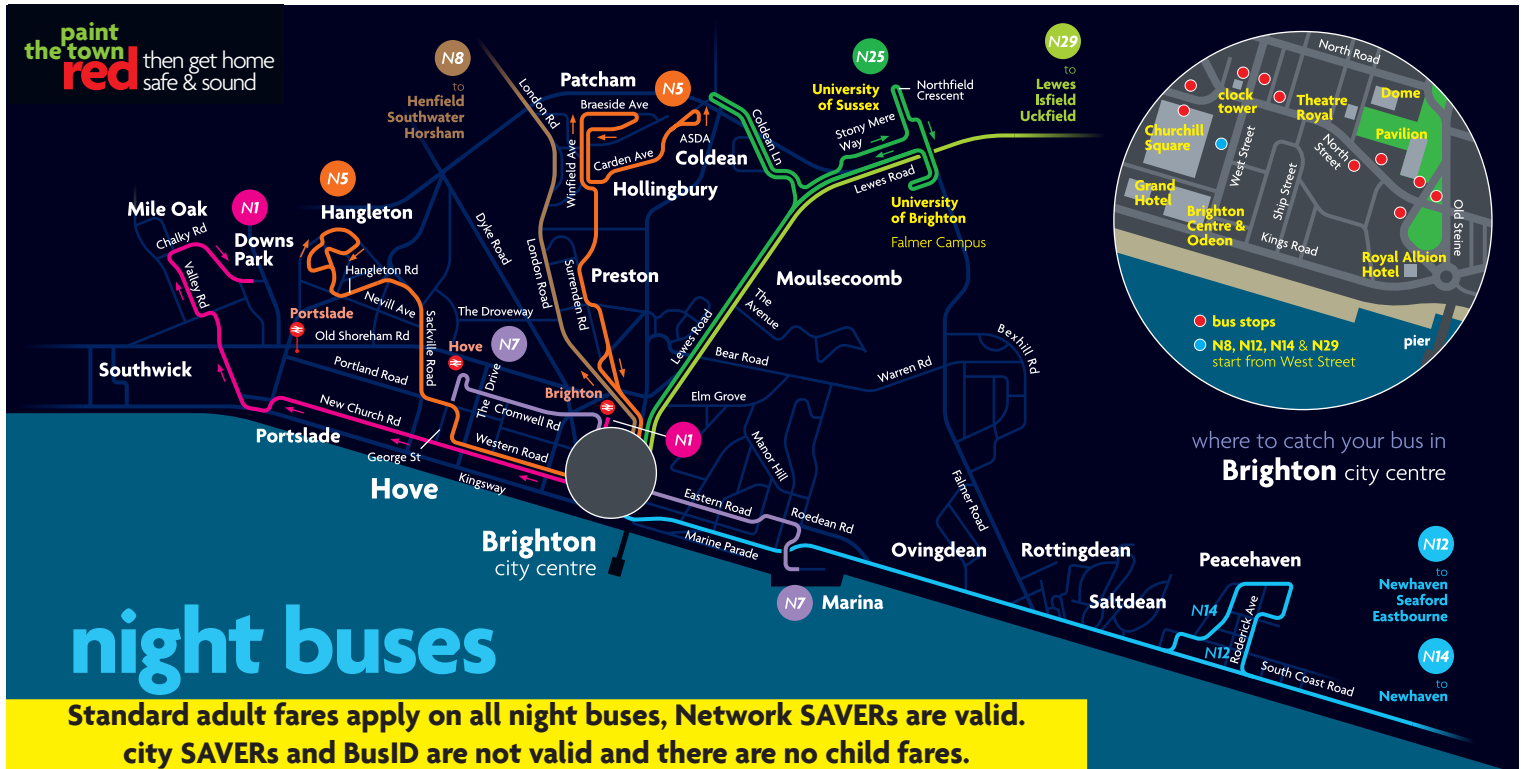 paint
the town
red
then get home
safe & sound
N8
to
Henfield
Southwater
Horsham
London Rd
Patcham
N5
Braeside Ave
Winfield Ave
Carden Ave
ASDA
Coldean
Hollingbury
Coldean Ln
N25
University
of Sussex
Northfield
Crescent
Stony Mere
Way
Lewes Road
University
of Brighton
Falmer Campus
N29
to
Lewes
Isfield
Uckfield
Mile Oak
N1
Chalky Rd
Downs
Park
Valley Rd
N5
Hangleton
Hangleton Rd
Nevill Ave
Portslade
Old Shoreham Rd
Portland Road
Sackville Road
Dyke Road
London Road
Surrenden Rd
Preston
The Droveway
N7
Hove
The Drive
Cromwell Rd
Brighton
N1
Southwick
New Church Rd
Portslade
George St
Western Road
Kingsway
Hove
Moulsecoomb
The
Avenue
Lewes Road
Bear Road
Elm Grove
Warren Rd
Bexhill Rd
Manor Hill
Falmer Road
Eastern Road
Roedean Rd
Marine Parade
Brighton
city centre
N7
Marina
Ovingdean
Rottingdean
Saltdean
Peacehaven
N14
N12
Roderick Ave
South Coast Road
N12
to
Newhaven
Seaford
Eastbourne
N14
to
Newhaven
North Road
clock
tower
Theatre
Royal
Dome
Churchill
Square
Pavilion
North
Street
West Street
Ship Street
Grand
Hotel
Brighton
Centre &
Odeon
Kings Road
Old Steine
Royal Albion
Hotel
bus stops
N8, N12, N14 & N29
start from West Street
pier
where to catch your bus in
Brighton city centre
night buses
Standard adult fares apply on all night buses, Network SAVERs are valid.
city SAVERs and BusID are not valid and there are no child fares.